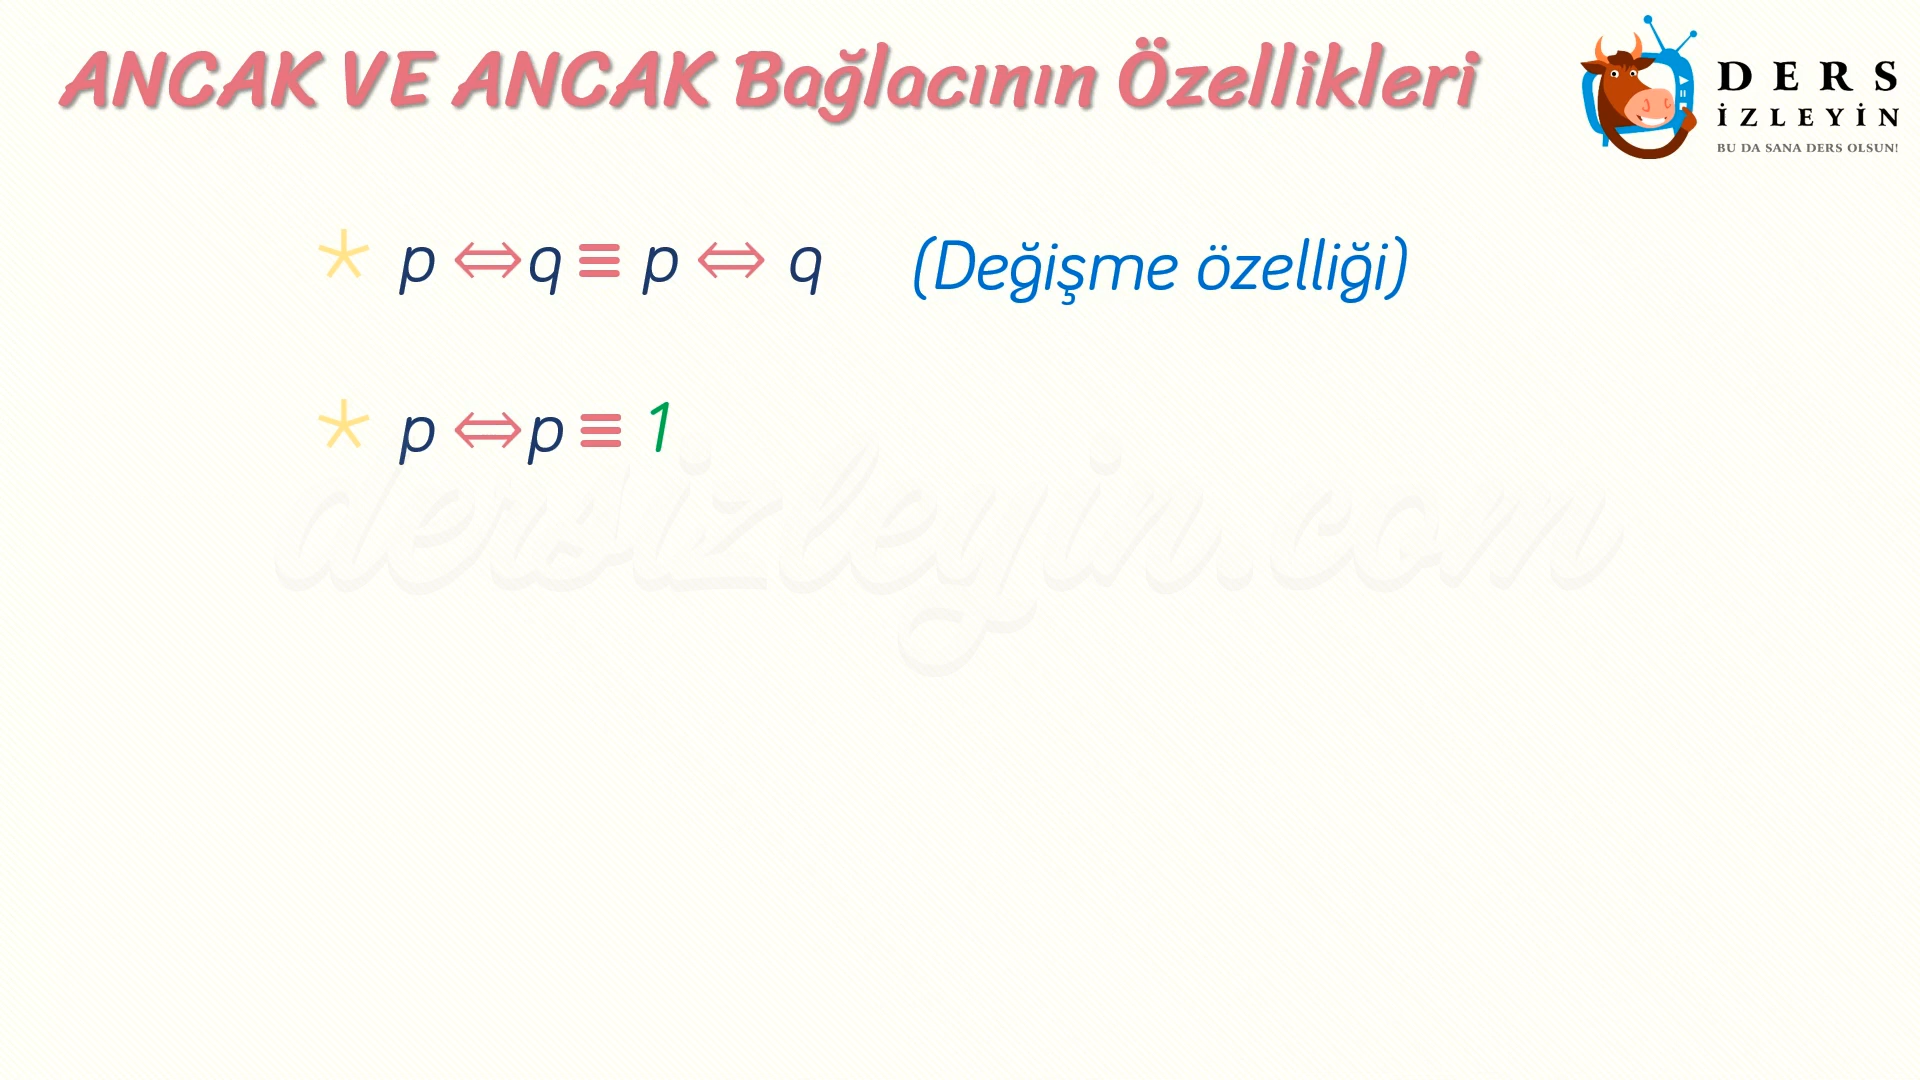 ANCAK VE ANCAK Bağlacının Özellikleri
DERS
İZLEYİN
BU DA SANA DERS OLSUN!
* p ⇔ q ≡ p ⇔ q (Değişme özelliği)
* p ⇔ p ≡ 1
dersizleyin.com